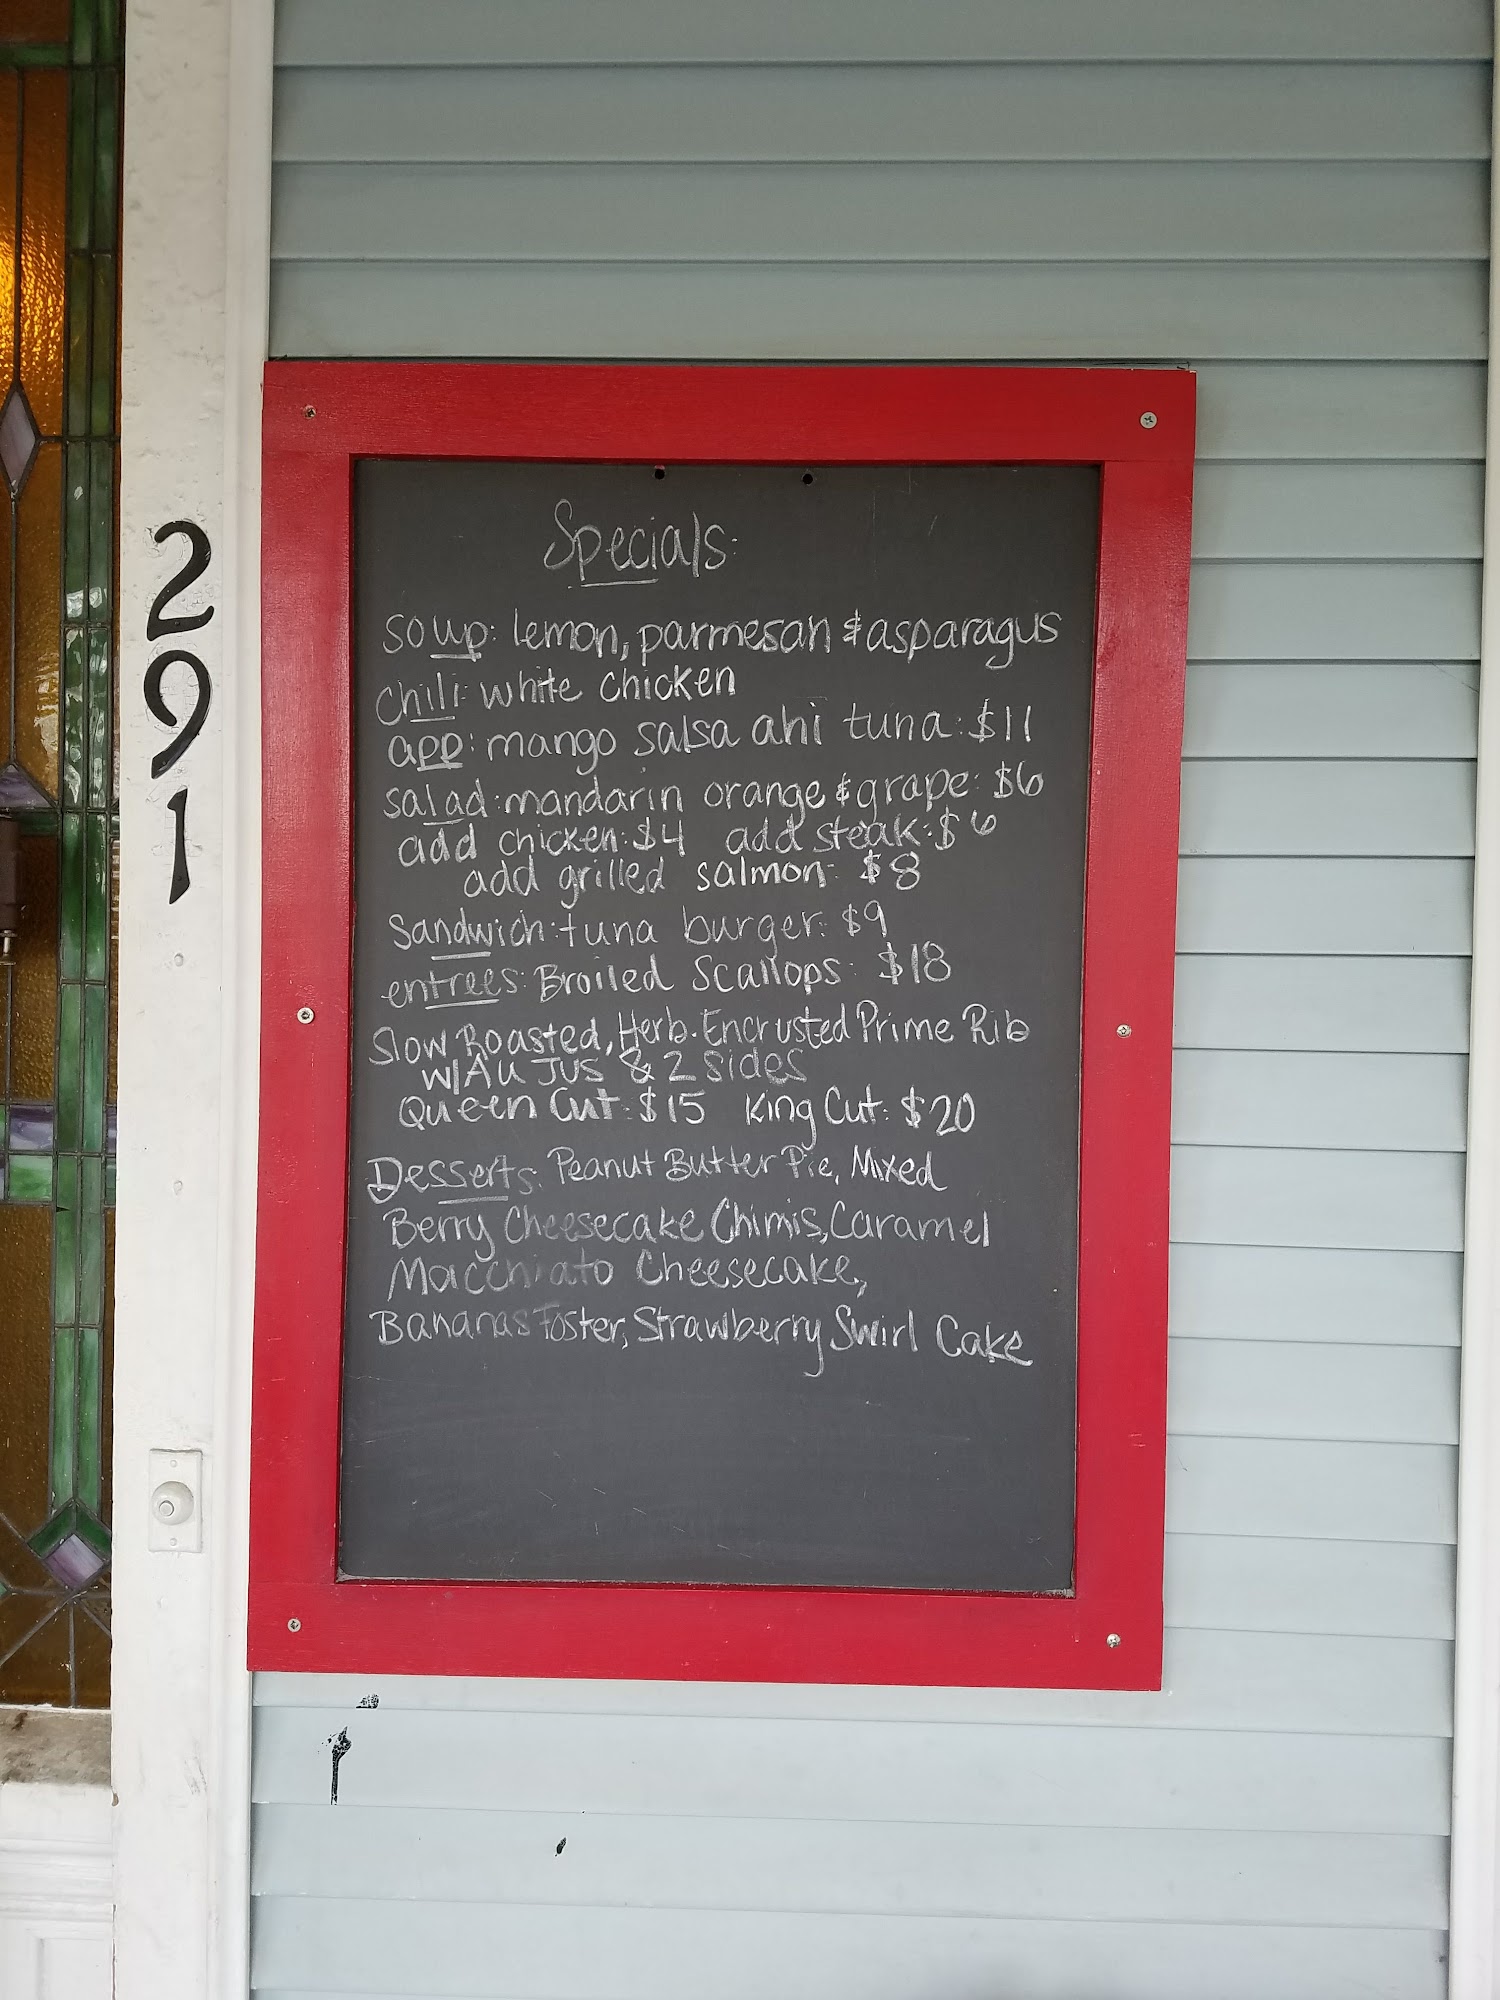 291
Specials:
soup: lemon, parmesan & asparagus
chili: white chicken
app: mango salsa ahi tuna: $11
salad: mandarin orange & grape: $6
add chicken: $4 add steak: $6
add grilled salmon: $8
Sandwich: tuna burger: $9
entrees: Broiled Scallops: $18
Slow Roasted, Herb-Encrusted Prime Rib
w/Au Jus & 2 sides
Queen Cut: $15 King Cut: $20
Desserts: Peanut Butter Pie, Mixed
Berry Cheesecake Chimis, Caramel
Macchiato Cheesecake,
Bananas Foster, Strawberry Swirl Cake